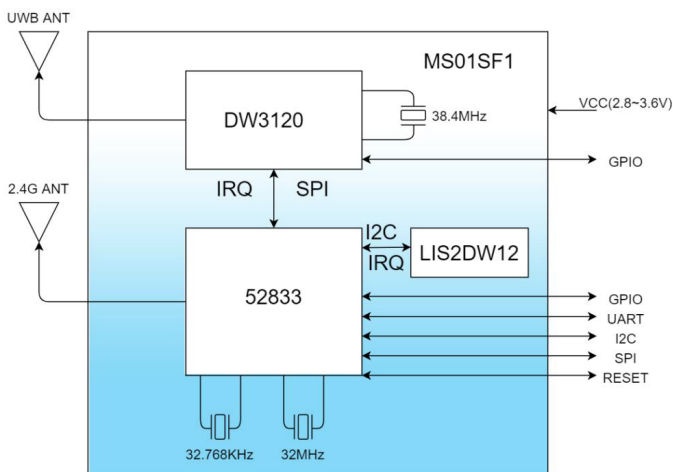 UWB ANT
MS01SF1
DW3120
38.4MHz
VCC(2.8~3.6V)
GPIO
IRQ SPI
2.4G ANT
I2C
IRQ
LIS2DW12
52833
GPIO
UART
I2C
SPI
RESET
32.768KHz
32MHz